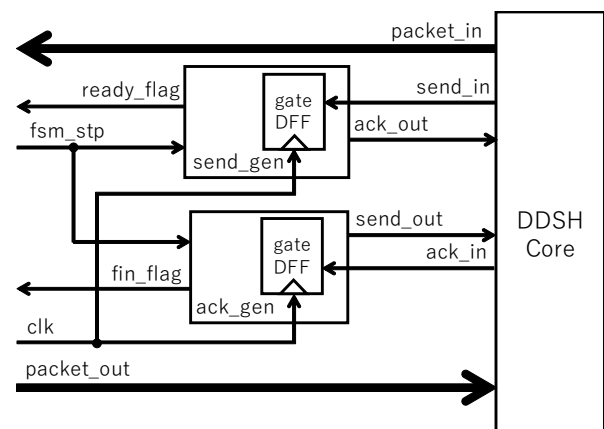 packet_in
ready_flag
gate
DFF
send_in
fsm_stp
send_gen
ack_out
DDSH
Core
gate
DFF
send_out
ack_in
fin_flag
ack_gen
clk
packet_out